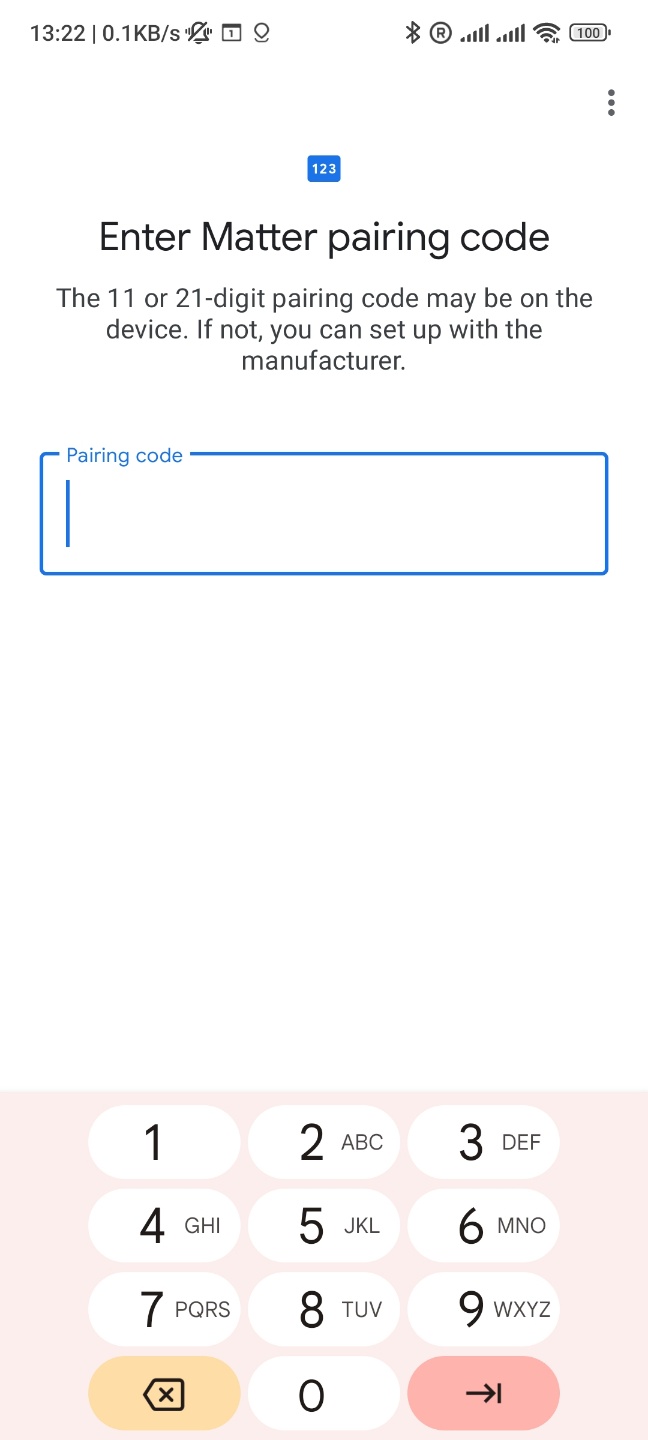 13:22 | 0.1KB/s 1 R 100
123
Enter Matter pairing code
The 11 or 21-digit pairing code may be on the
device. If not, you can set up with the
manufacturer.
Pairing code
1 2 ABC 3 DEF
4 GHI 5 JKL 6 MNO
7 PQRS 8 TUV 9 WXYZ
0